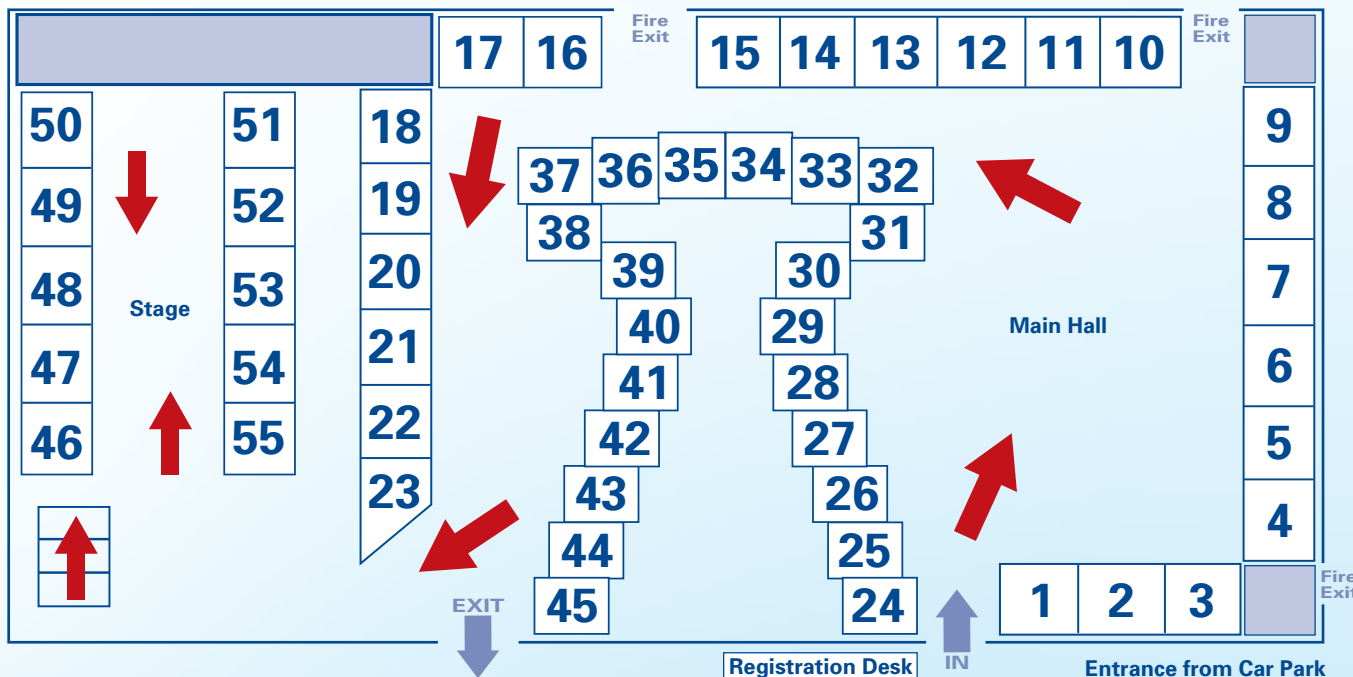 17 16
Fire
Exit
15 14 13 12 11 10
Fire
Exit
50 51 18
9
37 36 35 34 33 32
49 52 19
8
38 31
20
39 30
7
48 53
Stage
40 29
Main Hall
21
47 54
6
41 28
22
46 55
42 27
5
23
43 26
4
44 25
Fire
Exit
EXIT
45 24
1 2 3
IN
Registration Desk
Entrance from Car Park